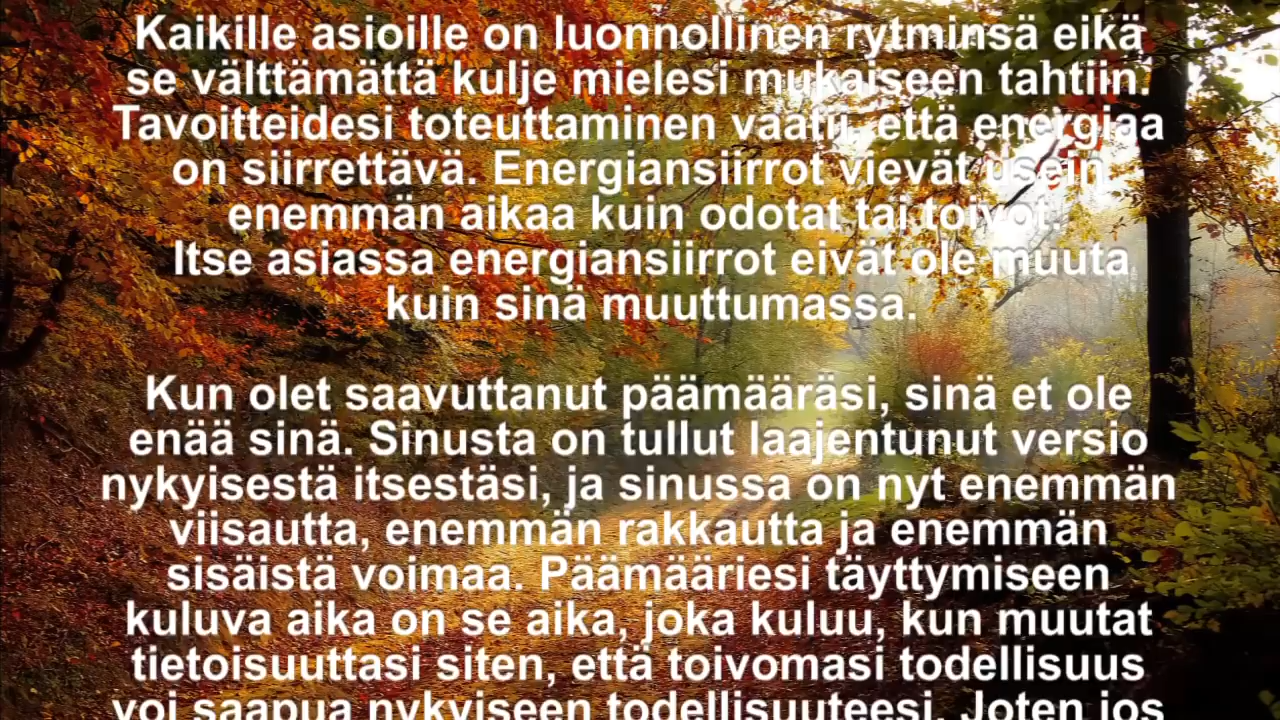 Kaikille asioille on luonnollinen rytminsä eikä
se välttämättä kulje mielesi mukaiseen tahtiin.
Tavoitteidesi toteuttaminen vaatii, että energiaa
on siirrettävä. Energiansiirrot vievät usein
enemmän aikaa kuin odotat tai toivot.
Itse asiassa energiansiirrot eivät ole muuta
kuin sinä muuttumassa.
Kun olet saavuttanut päämääräsi, sinä et ole
enää sinä. Sinusta on tullut laajentunut versio
nykyisestä itsestäsi, ja sinussa on nyt enemmän
viisautta, enemmän rakkautta ja enemmän
sisäistä voimaa. Päämääriesi täyttymiseen
kuluva aika on se aika, joka kuluu, kun muutat
tietoisuuttasi siten, että toivomasi todellisuus
voi saapua nykyiseen todellisuuteesi. Joten jos